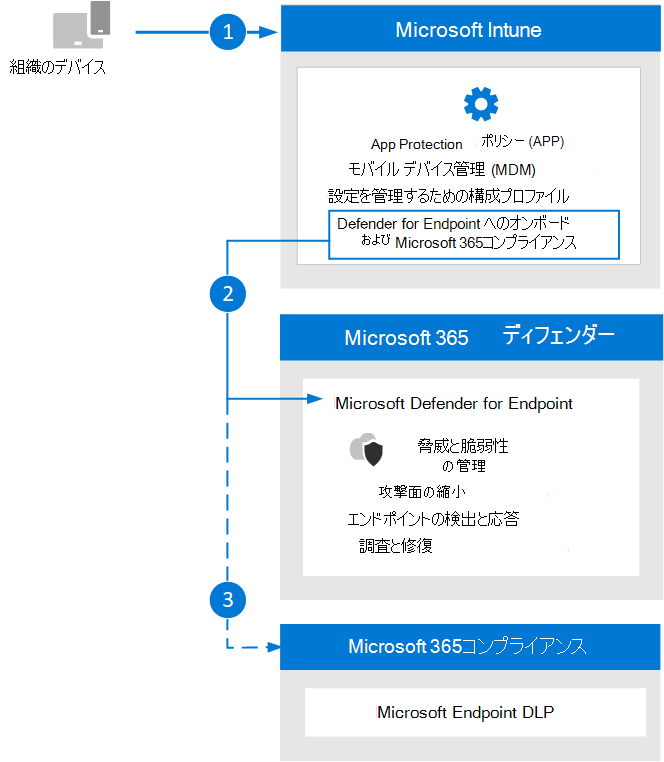 組織のデバイス
1
Microsoft Intune
App Protection ポリシー (APP)
モバイル デバイス管理 (MDM)
設定を管理するための構成プロファイル
Defender for Endpoint へのオンボード
および Microsoft 365コンプライアンス
2
Microsoft 365 ディフェンダー
Microsoft Defender for Endpoint
脅威と脆弱性
の管理
攻撃面の縮小
エンドポイントの検出と応答
調査と修復
3
Microsoft 365コンプライアンス
Microsoft Endpoint DLP